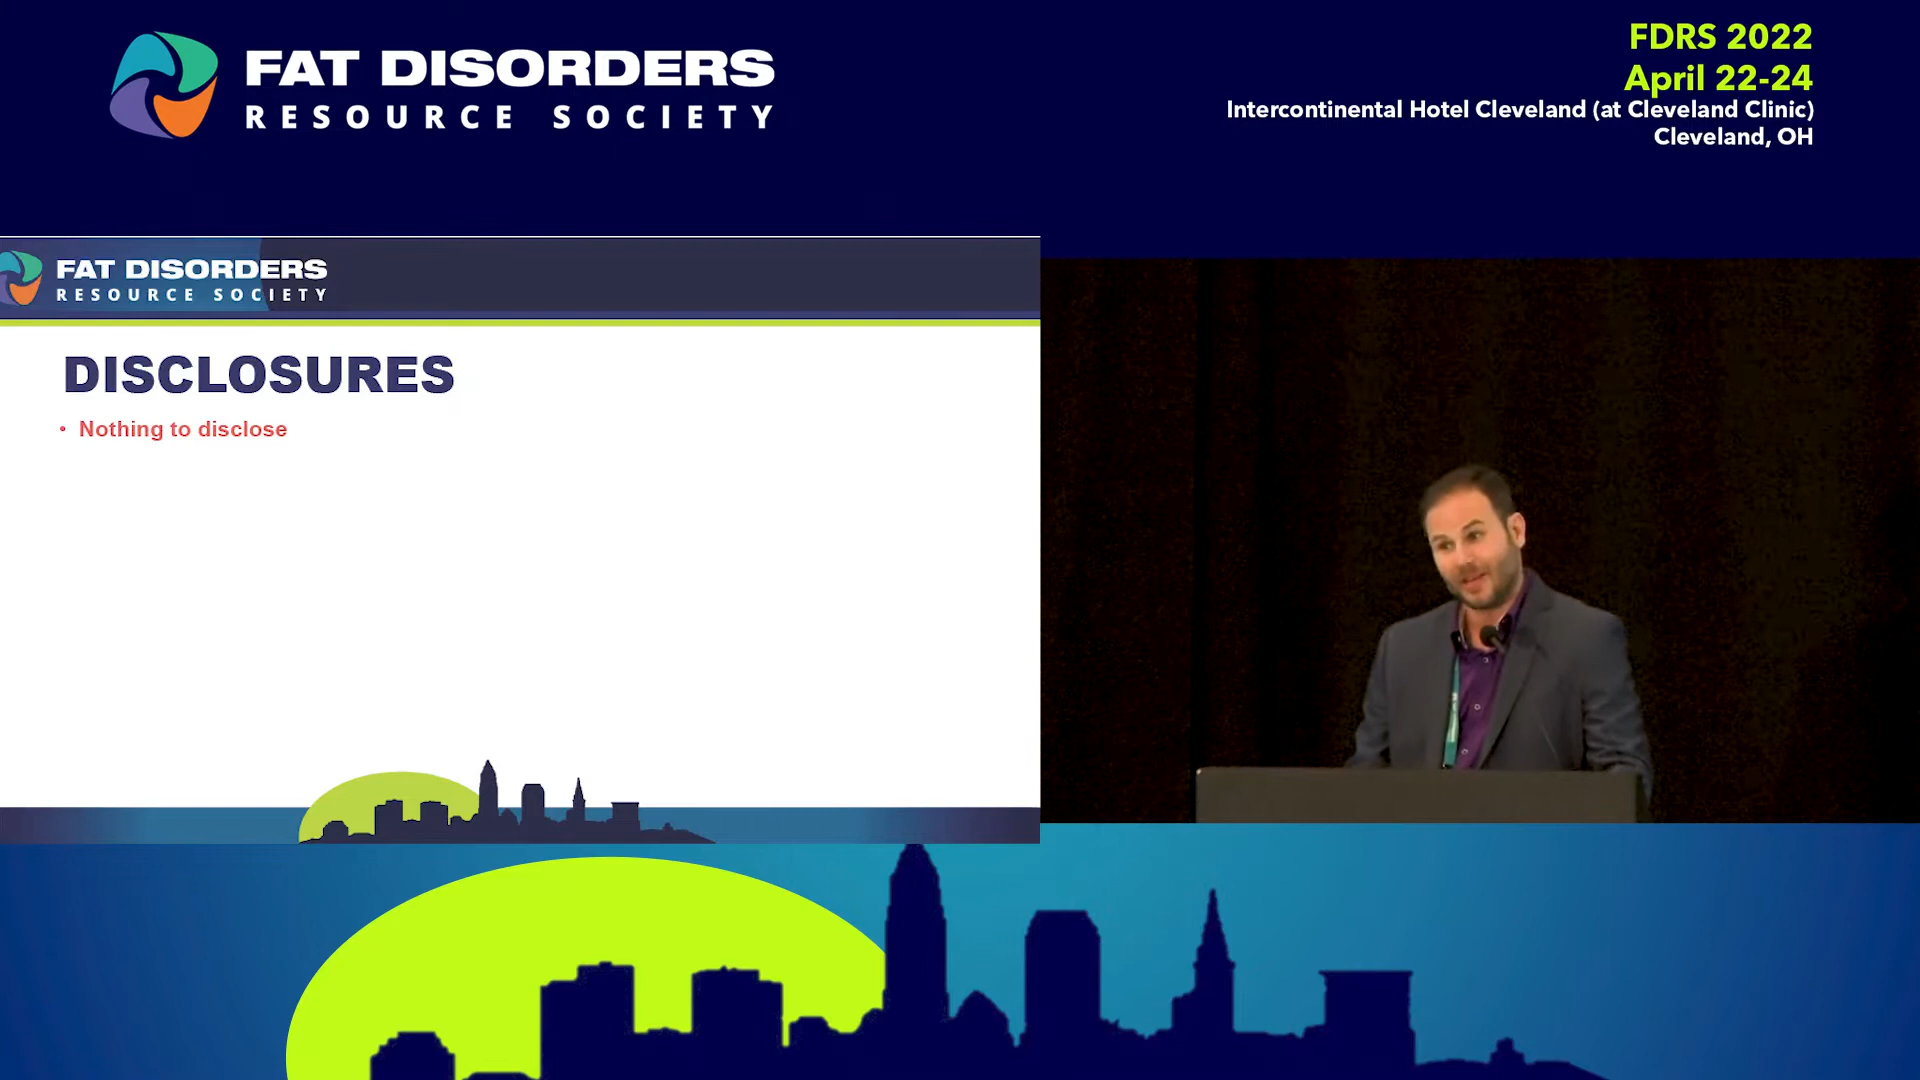 FAT DISORDERS
RESOURCE SOCIETY
FDRS 2022
April 22-24
Intercontinental Hotel Cleveland (at Cleveland Clinic)
Cleveland, OH
FAT DISORDERS
RESOURCE SOCIETY
DISCLOSURES
• Nothing to disclose